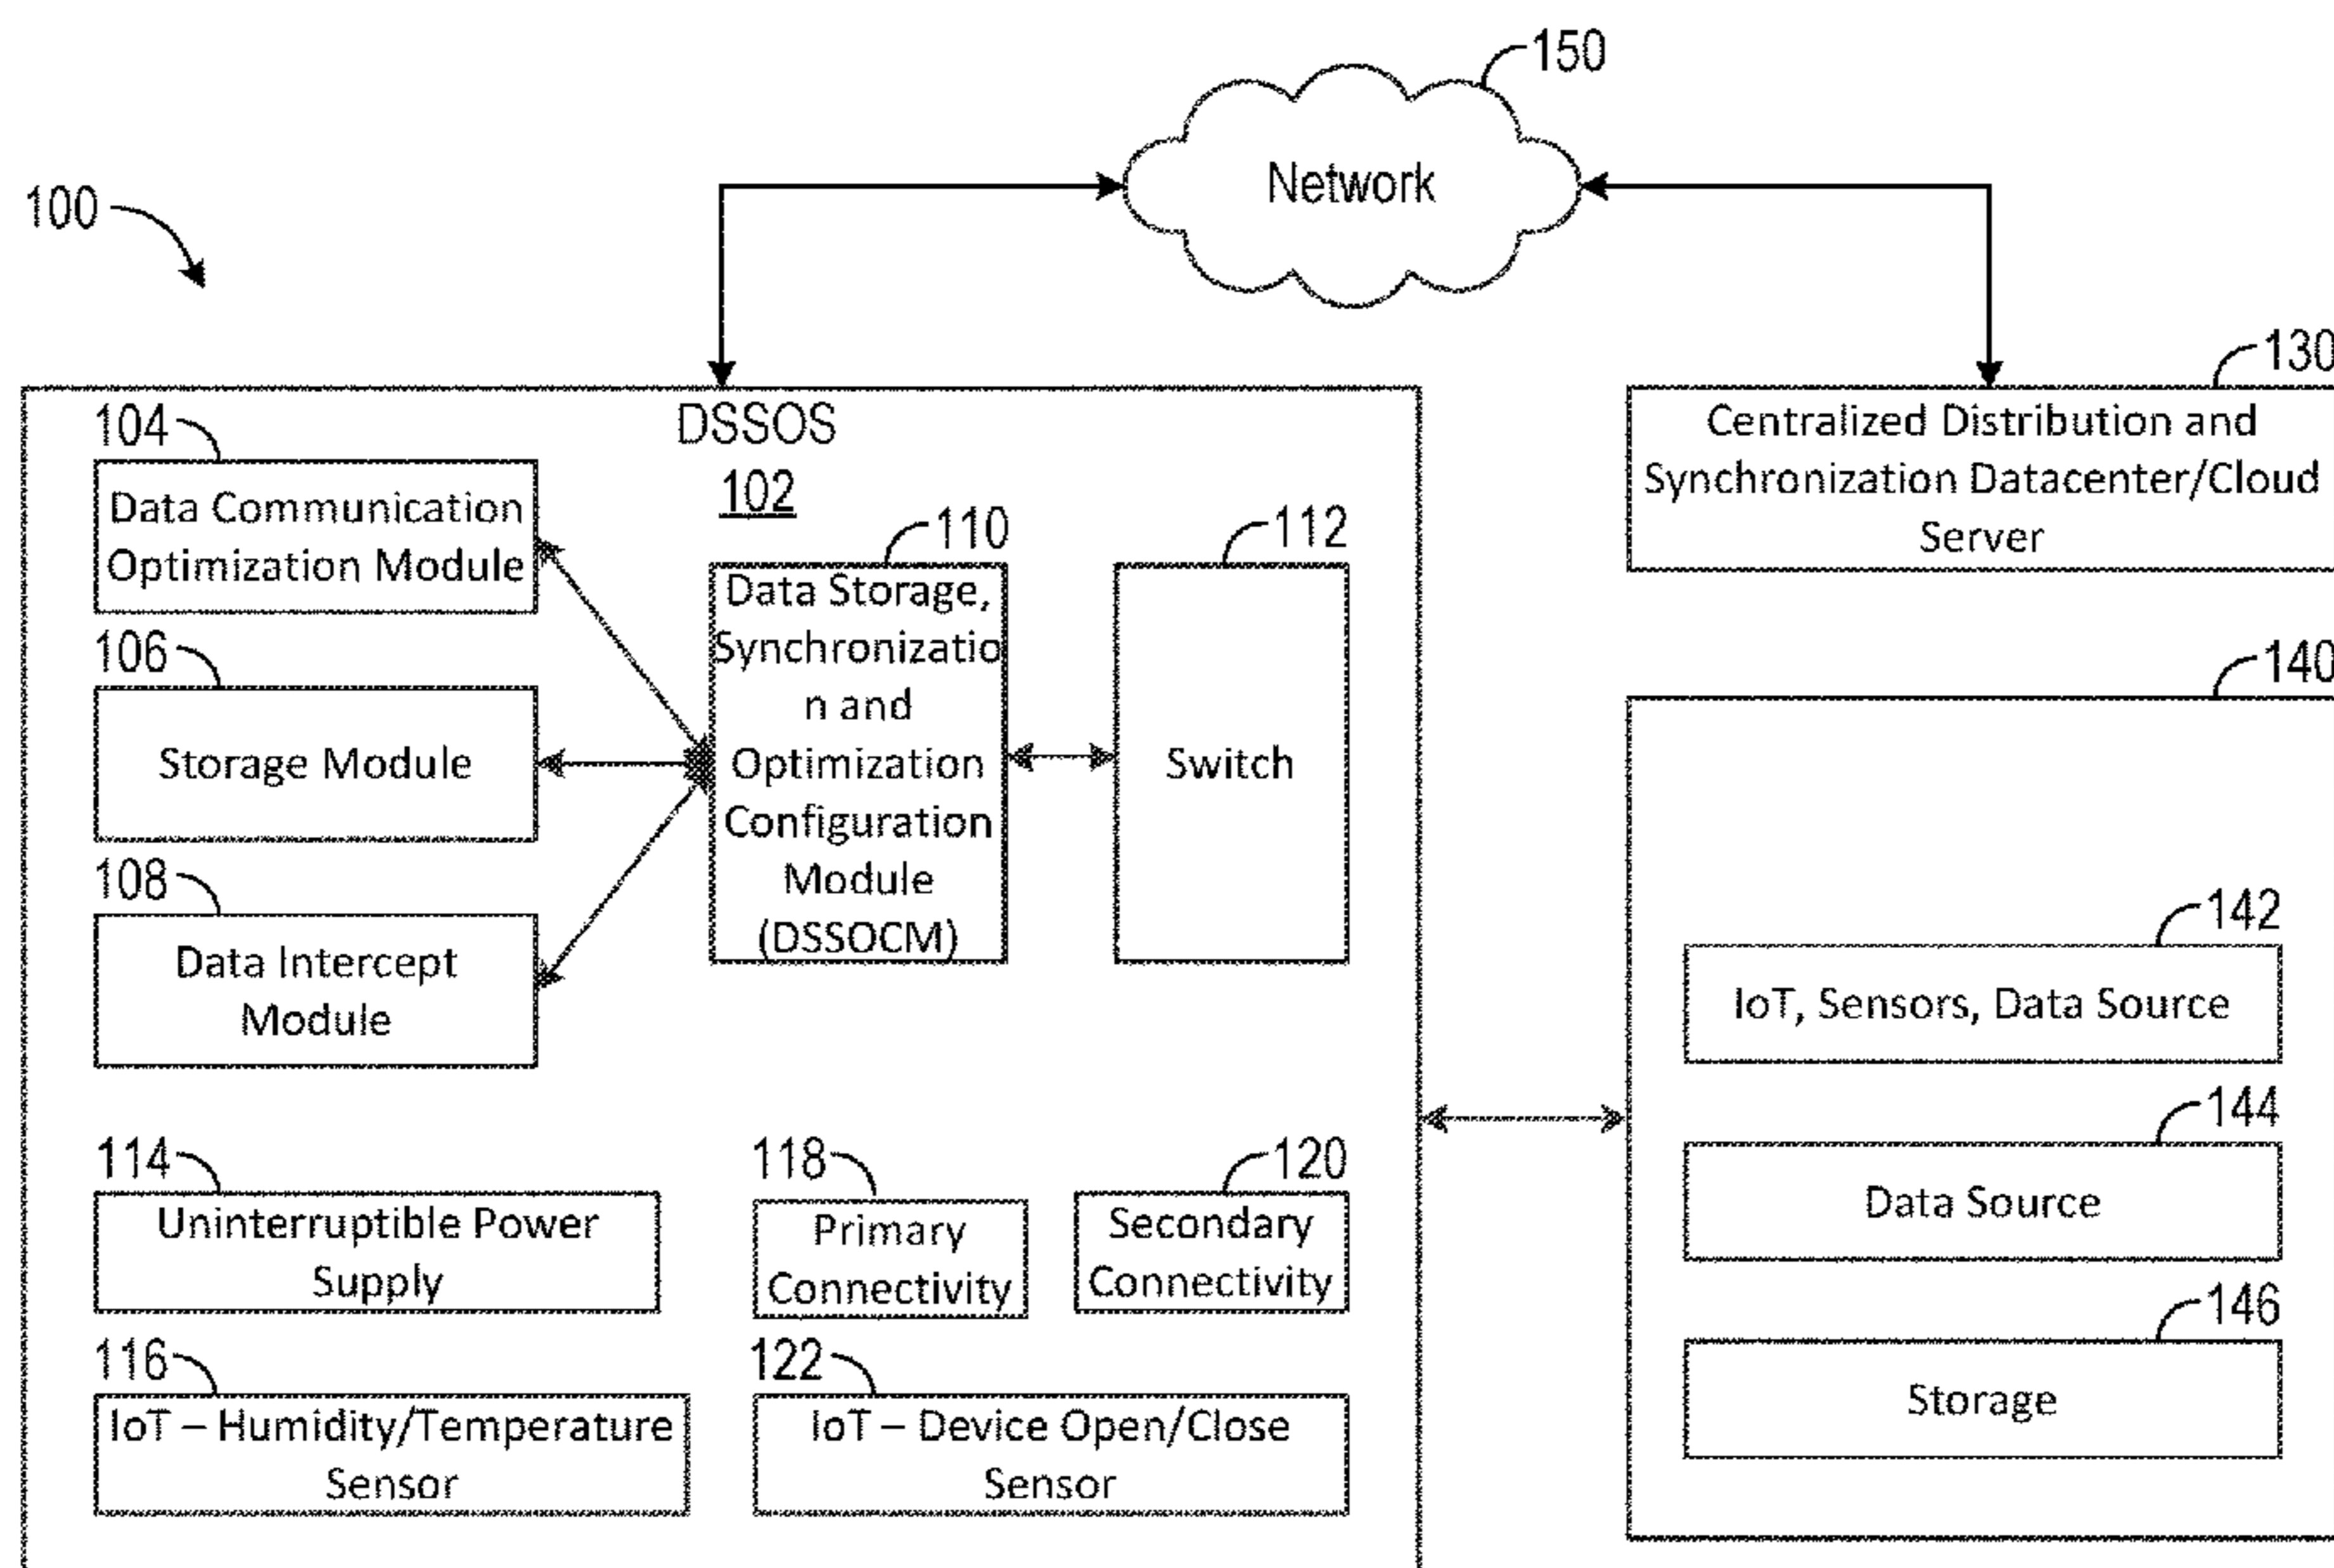 150
Network
100
130
DSSOS
102
Centralized Distribution and
Synchronization Datacenter/Cloud
Server
104
Data Communication
Optimization Module
110
Data Storage,
Synchronizatio
n and
Optimization
Configuration
Module
(DSSOCM)
112
Switch
106
Storage Module
108
Data Intercept
Module
140
142
IoT, Sensors, Data Source
144
Data Source
146
Storage
114
Uninterruptible Power
Supply
118
Primary
Connectivity
120
Secondary
Connectivity
116
IoT – Humidity/Temperature
Sensor
122
IoT – Device Open/Close
Sensor